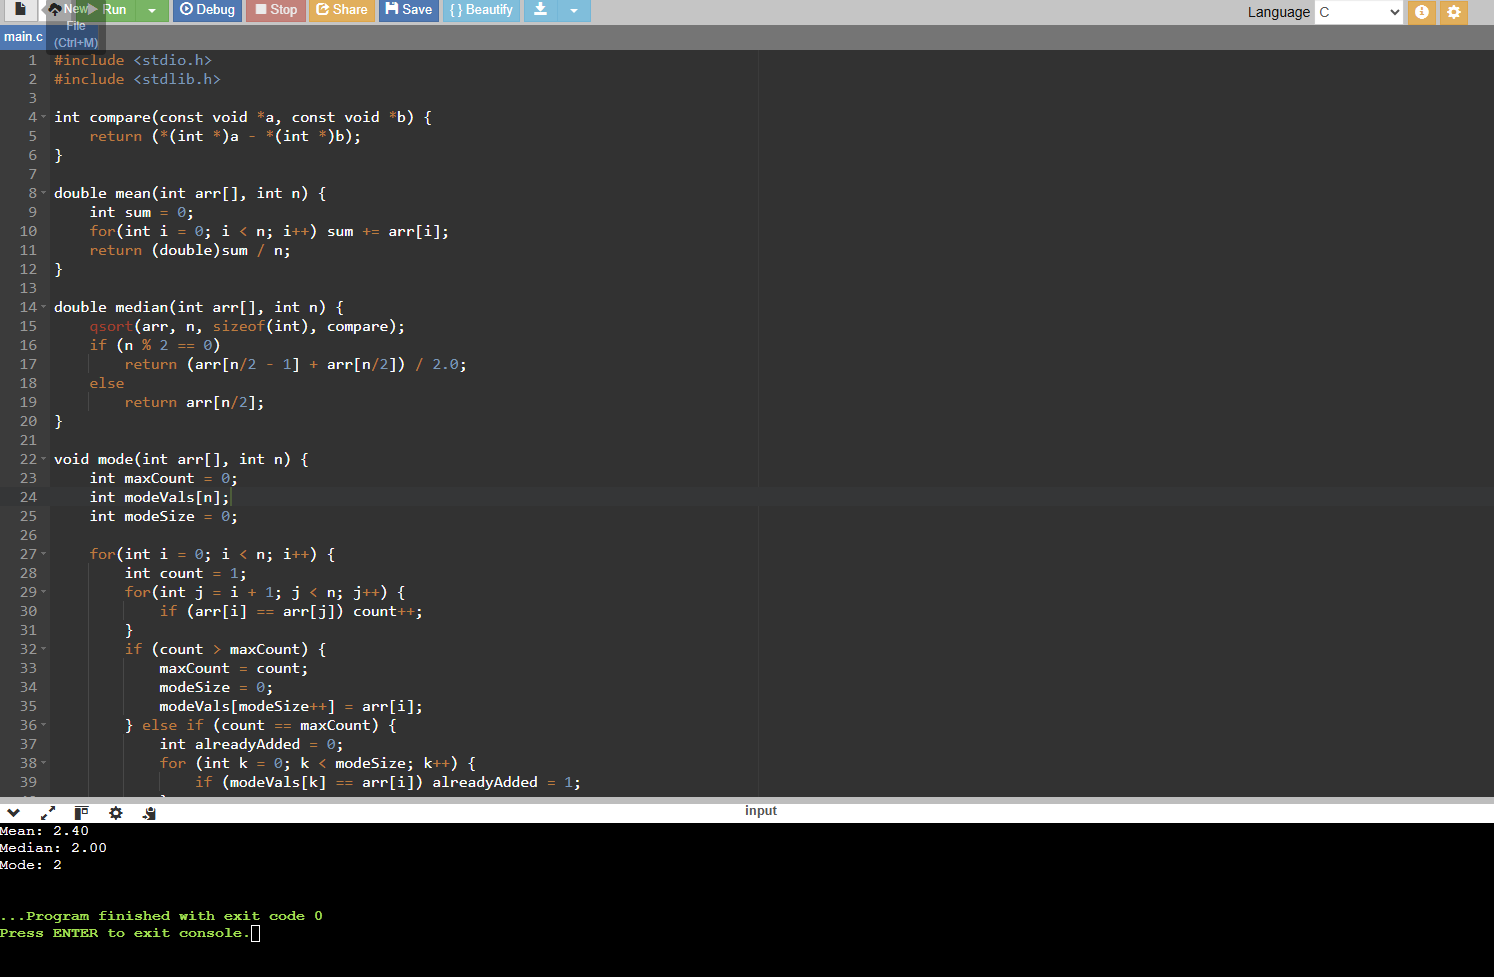 New File (Ctrl+M) Run Debug Stop Share Save { } Beautify Language C
main.c
1 #include <stdio.h>
2 #include <stdlib.h>
3
4 int compare(const void *a, const void *b) {
5     return (*(int *)a - *(int *)b);
6 }
7
8 double mean(int arr[], int n) {
9     int sum = 0;
10     for(int i = 0; i < n; i++) sum += arr[i];
11     return (double)sum / n;
12 }
13
14 double median(int arr[], int n) {
15     qsort(arr, n, sizeof(int), compare);
16     if (n % 2 == 0)
17         return (arr[n/2 - 1] + arr[n/2]) / 2.0;
18     else
19         return arr[n/2];
20 }
21
22 void mode(int arr[], int n) {
23     int maxCount = 0;
24     int modeVals[n];
25     int modeSize = 0;
26
27     for(int i = 0; i < n; i++) {
28         int count = 1;
29         for(int j = i + 1; j < n; j++) {
30             if (arr[i] == arr[j]) count++;
31         }
32         if (count > maxCount) {
33             maxCount = count;
34             modeSize = 0;
35             modeVals[modeSize++] = arr[i];
36         } else if (count == maxCount) {
37             int alreadyAdded = 0;
38             for (int k = 0; k < modeSize; k++) {
39                 if (modeVals[k] == arr[i]) alreadyAdded = 1;
input
Mean: 2.40
Median: 2.00
Mode: 2
...Program finished with exit code 0
Press ENTER to exit console.